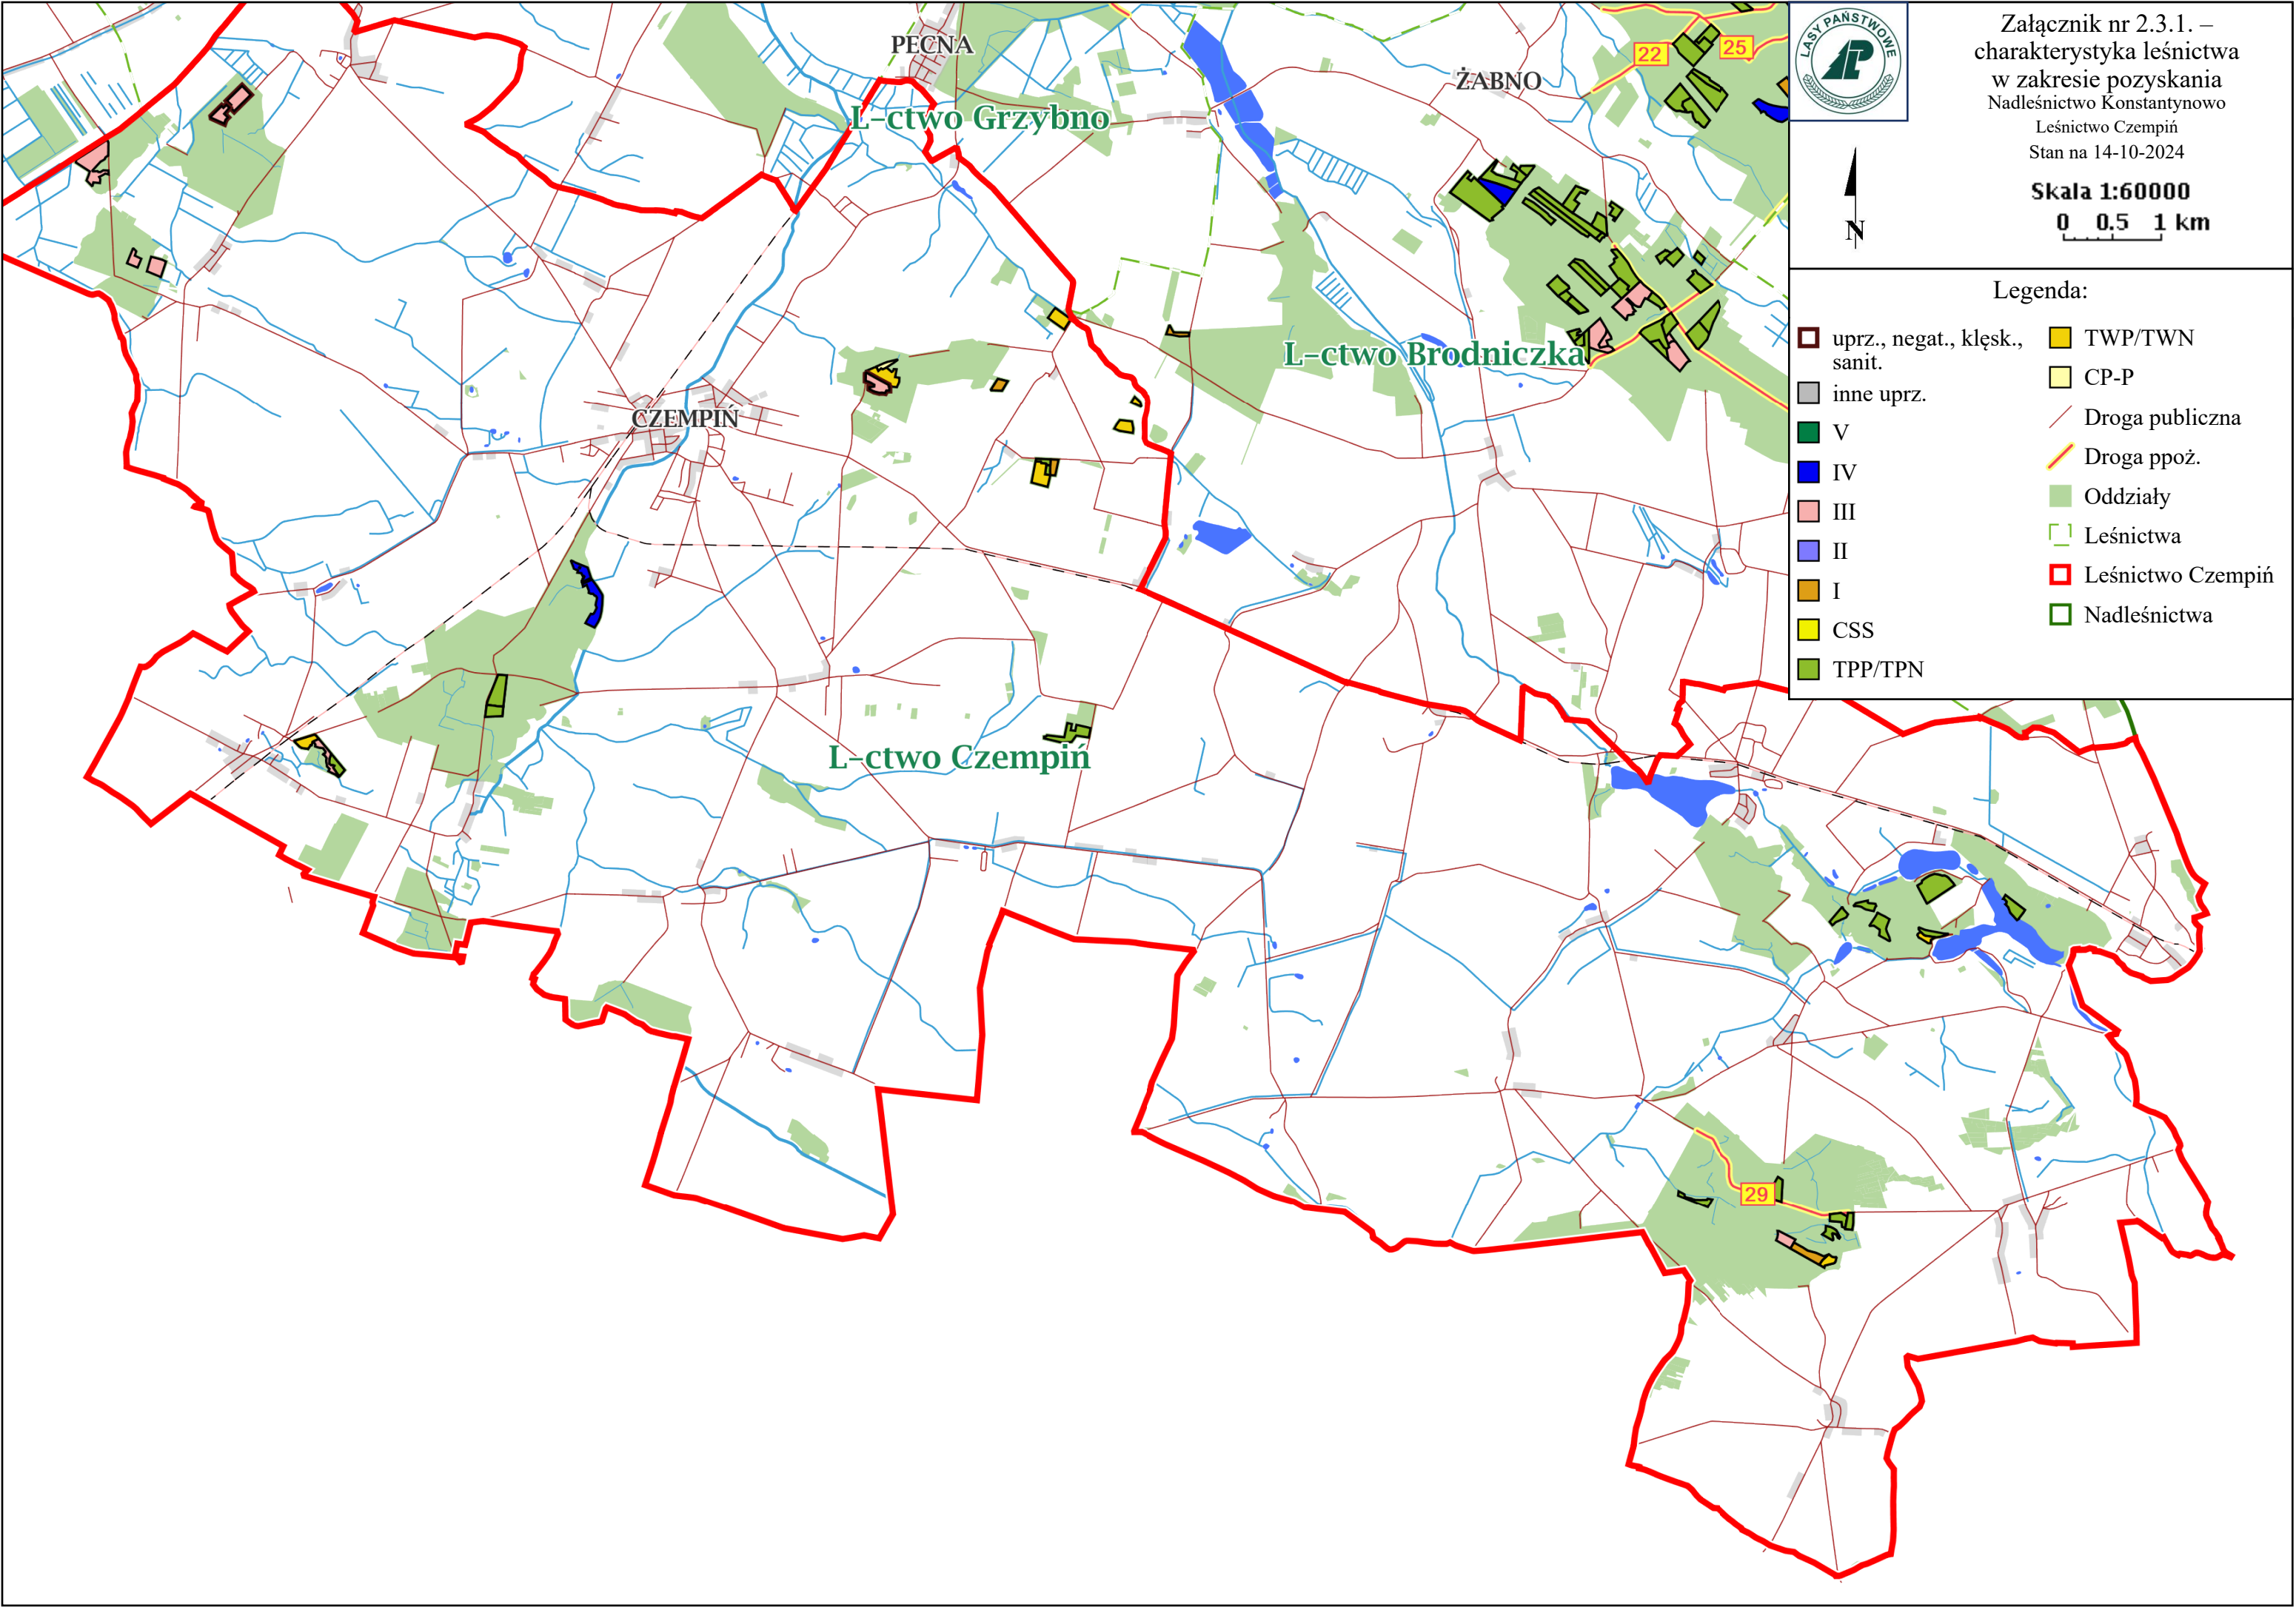 PECNA
ŻABNO
22
25
L-ctwo Grzybno
L-ctwo Brodniczka
CZEMPIŃ
L-ctwo Czempiń
29
LASY PAŃSTWOWE
Załącznik nr 2.3.1. –
charakterystyka leśnictwa
w zakresie pozyskania
Nadleśnictwo Konstantynowo
Leśnictwo Czempiń
Stan na 14-10-2024
Skala 1:60000
0 0.5 1 km
N
Legenda:
uprz., negat., klęsk.,
sanit.
inne uprz.
V
IV
III
II
I
CSS
TPP/TPN
TWP/TWN
CP-P
Droga publiczna
Droga ppoż.
Oddziały
Leśnictwa
Leśnictwo Czempiń
Nadleśnictwa